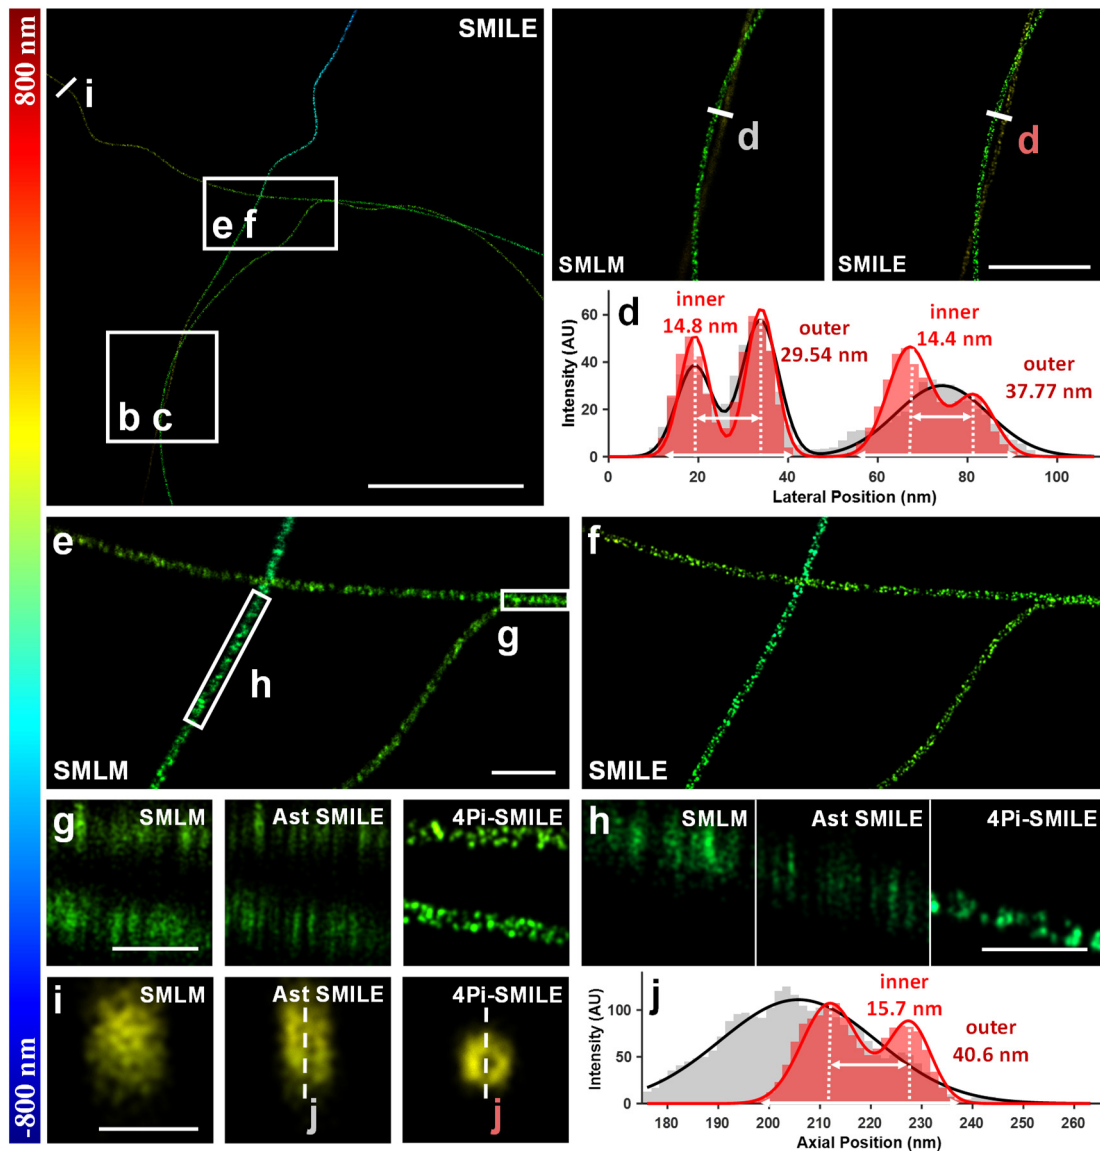 800 nm
-800 nm
SMILE
i
e f
b c
d
SMLM
d
SMILE
d
inner
14.8 nm
outer
29.54 nm
inner
14.4 nm
outer
37.77 nm
Intensity (AU)
60
40
20
0
0 20 40 60 80 100
Lateral Position (nm)
e
h
g
SMLM
f
SMILE
g
SMLM
Ast SMILE
4Pi-SMILE
h
SMLM
Ast SMILE
4Pi-SMILE
i
SMLM
Ast SMILE
j
4Pi-SMILE
j
j
inner
15.7 nm
outer
40.6 nm
Intensity (AU)
100
50
0
180 190 200 210 220 230 240 250 260
Axial Position (nm)